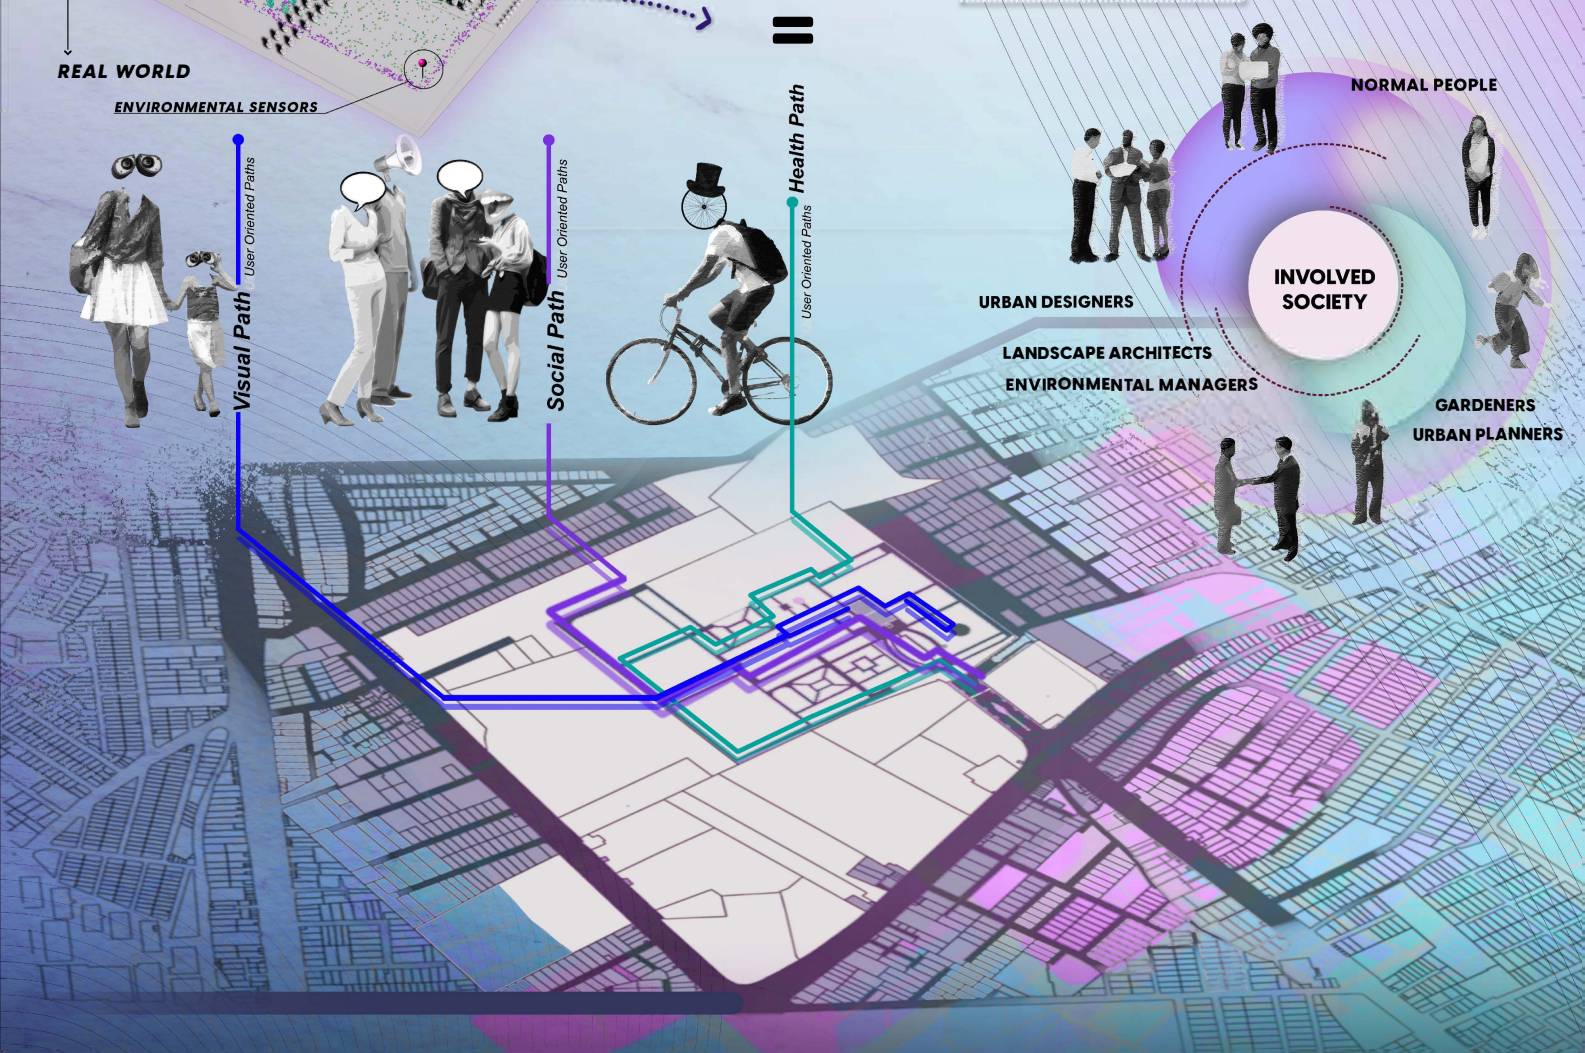 REAL WORLD
ENVIRONMENTAL SENSORS
Visual Path
User Oriented Paths
Social Path
User Oriented Paths
=
Health Path
User Oriented Paths
NORMAL PEOPLE
INVOLVED
SOCIETY
URBAN DESIGNERS
LANDSCAPE ARCHITECTS
ENVIRONMENTAL MANAGERS
GARDENERS
URBAN PLANNERS